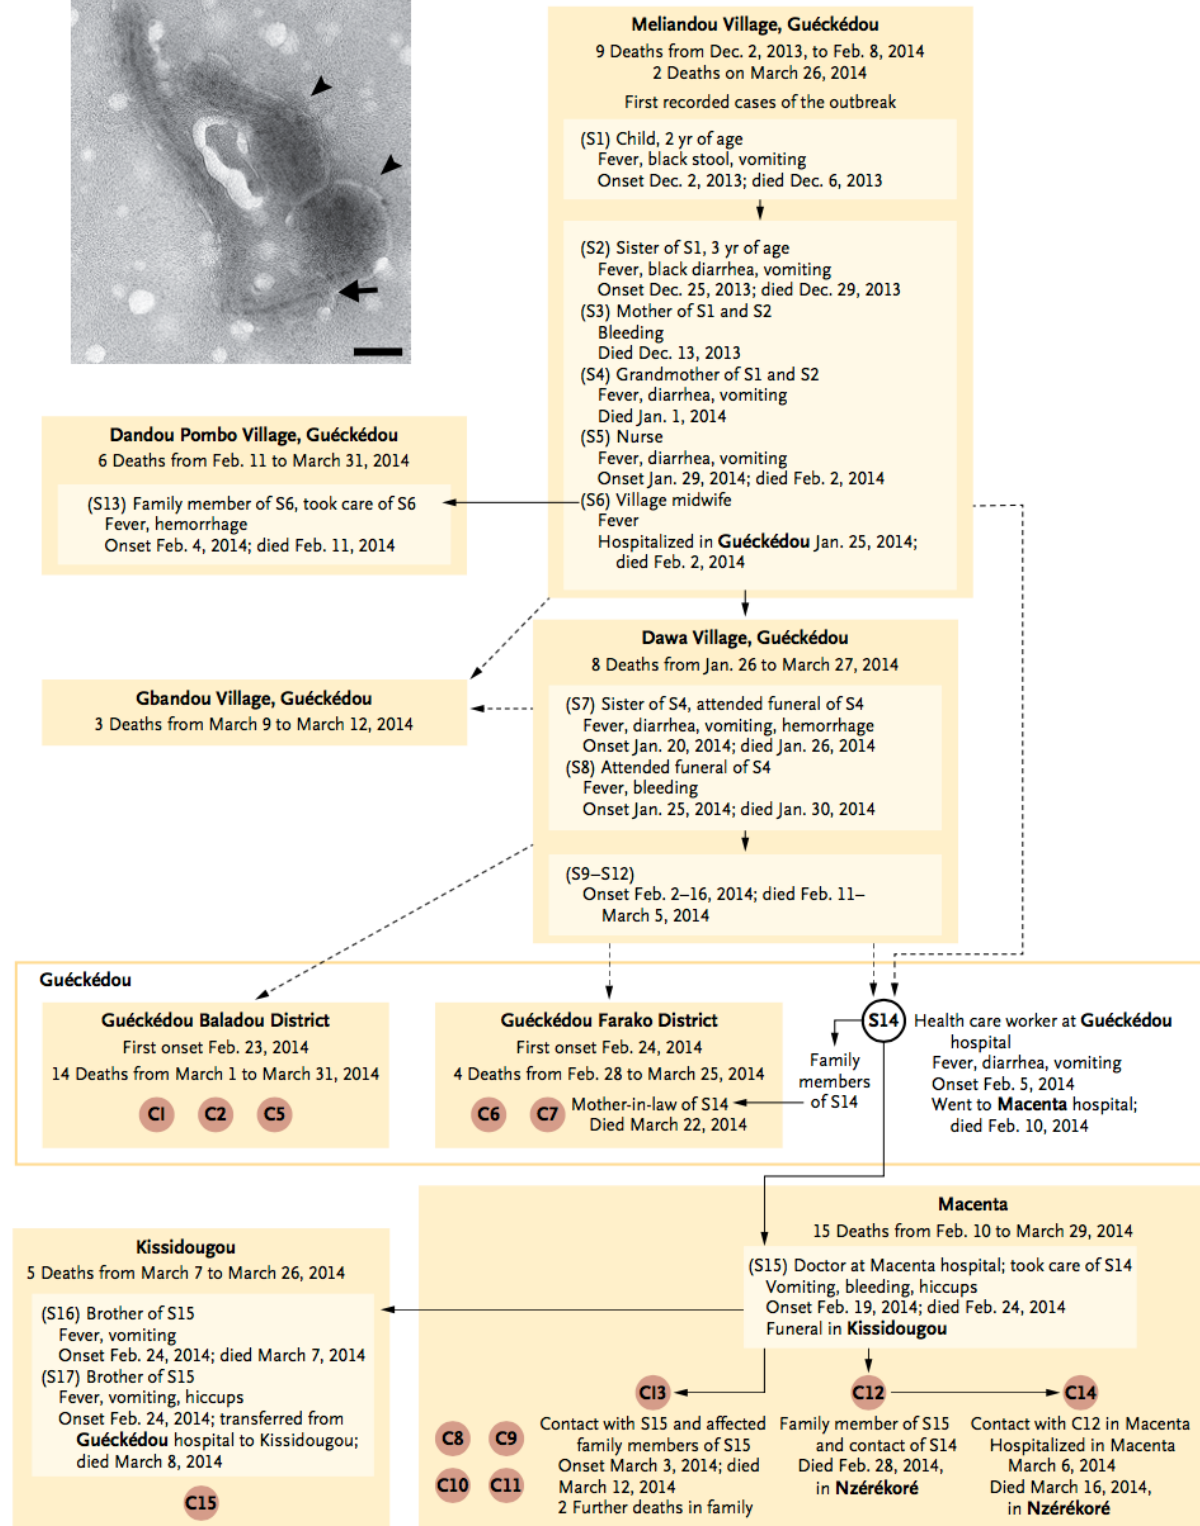 Meliandou Village, Guéckédou
9 Deaths from Dec. 2, 2013, to Feb. 8, 2014
2 Deaths on March 26, 2014
First recorded cases of the outbreak
(S1) Child, 2 yr of age
Fever, black stool, vomiting
Onset Dec. 2, 2013; died Dec. 6, 2013
(S2) Sister of S1, 3 yr of age
Fever, black diarrhea, vomiting
Onset Dec. 25, 2013; died Dec. 29, 2013
(S3) Mother of S1 and S2
Bleeding
Died Dec. 13, 2013
(S4) Grandmother of S1 and S2
Fever, diarrhea, vomiting
Died Jan. 1, 2014
(S5) Nurse
Fever, diarrhea, vomiting
Onset Jan. 29, 2014; died Feb. 2, 2014
(S6) Village midwife
Fever
Hospitalized in Guéckédou Jan. 25, 2014;
died Feb. 2, 2014
Dandou Pombo Village, Guéckédou
6 Deaths from Feb. 11 to March 31, 2014
(S13) Family member of S6, took care of S6
Fever, hemorrhage
Onset Feb. 4, 2014; died Feb. 11, 2014
Gbandou Village, Guéckédou
3 Deaths from March 9 to March 12, 2014
Dawa Village, Guéckédou
8 Deaths from Jan. 26 to March 27, 2014
(S7) Sister of S4, attended funeral of S4
Fever, diarrhea, vomiting, hemorrhage
Onset Jan. 20, 2014; died Jan. 26, 2014
(S8) Attended funeral of S4
Fever, bleeding
Onset Jan. 25, 2014; died Jan. 30, 2014
(S9–S12)
Onset Feb. 2–16, 2014; died Feb. 11–
March 5, 2014
Guéckédou
Guéckédou Baladou District
First onset Feb. 23, 2014
14 Deaths from March 1 to March 31, 2014
C1 C2 C5
Guéckédou Farako District
First onset Feb. 24, 2014
4 Deaths from Feb. 28 to March 25, 2014
C6 C7
Mother-in-law of S14
Died March 22, 2014
Family
members
of S14
S14
Health care worker at Guéckédou
hospital
Fever, diarrhea, vomiting
Onset Feb. 5, 2014
Went to Macenta hospital;
died Feb. 10, 2014
Kissidougou
5 Deaths from March 7 to March 26, 2014
(S16) Brother of S15
Fever, vomiting
Onset Feb. 24, 2014; died March 7, 2014
(S17) Brother of S15
Fever, vomiting, hiccups
Onset Feb. 24, 2014; transferred from
Guéckédou hospital to Kissidougou;
died March 8, 2014
C15
Macenta
15 Deaths from Feb. 10 to March 29, 2014
(S15) Doctor at Macenta hospital; took care of S14
Vomiting, bleeding, hiccups
Onset Feb. 19, 2014; died Feb. 24, 2014
Funeral in Kissidougou
C8 C9
C10 C11
C13
Contact with S15 and affected
family members of S15
Onset March 3, 2014; died
March 12, 2014
2 Further deaths in family
C12
Family member of S15
and contact of S14
Died Feb. 28, 2014,
in Nzérékoré
C14
Contact with C12 in Macenta
Hospitalized in Macenta
March 6, 2014
Died March 16, 2014,
in Nzérékoré